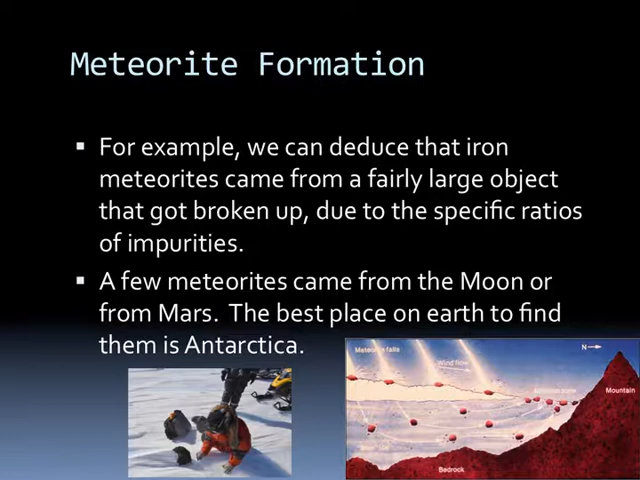 Meteorite Formation
▪ For example, we can deduce that iron
meteorites came from a fairly large object
that got broken up, due to the specific ratios
of impurities.
▪ A few meteorites came from the Moon or
from Mars.  The best place on earth to find
them is Antarctica.
Meteorite falls
N
Wind flow
Mountain
zone
Bedrock